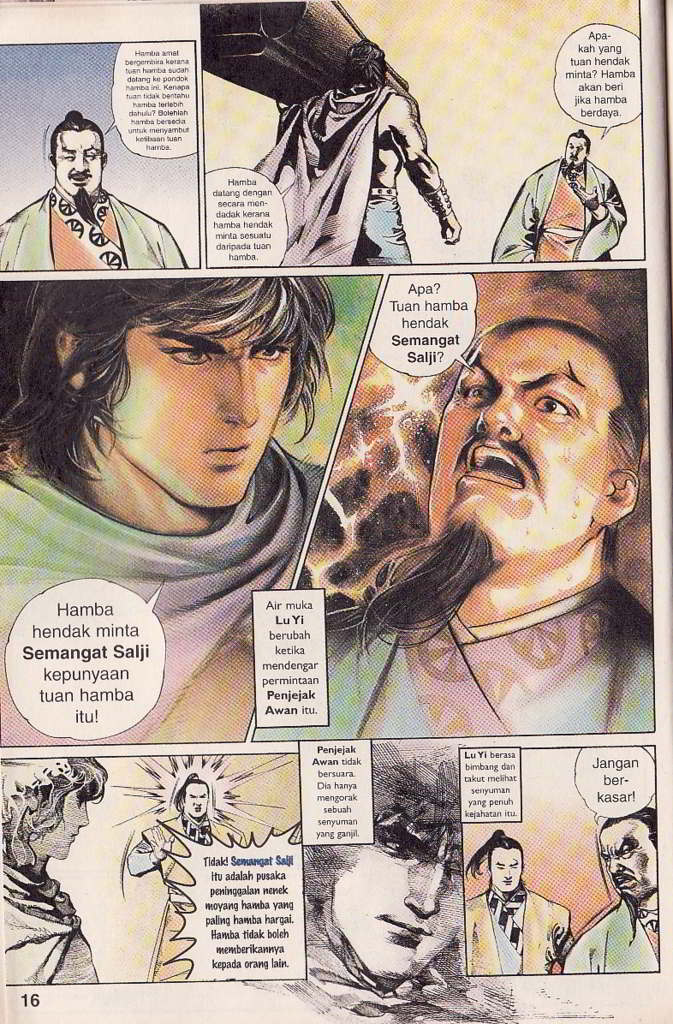 Hamba amat
bergembira kerana
tuan hamba sudah
datang ke pondok
hamba ini. Kenapa
tuan tidak beritahu
hamba terlebih
dahulu? Bolehlah
hamba bersedia
untuk menyambut
ketibaan tuan
hamba.
Hamba
datang dengan
secara men-
dadak kerana
hamba hendak
minta sesuatu
daripada tuan
hamba.
Apa-
kah yang
tuan hendak
minta? Hamba
akan beri
jika hamba
berdaya.
Hamba
hendak minta
Semangat Salji
kepunyaan
tuan hamba
itu!
Apa?
Tuan hamba
hendak
Semangat
Salji?
Air muka
Lu Yi
berubah
ketika
mendengar
permintaan
Penjejak
Awan itu.
Tidak! Semangat Salji
itu adalah pusaka
peninggalan nenek
moyang hamba yang
paling hamba hargai.
Hamba tidak boleh
memberikannya
kepada orang lain.
Penjejak
Awan tidak
bersuara.
Dia hanya
mengorak
sebuah
senyuman
yang ganjil.
Lu Yi berasa
bimbang dan
takut melihat
senyuman
yang penuh
kejahatan itu.
Jangan
ber-
kasar!
16